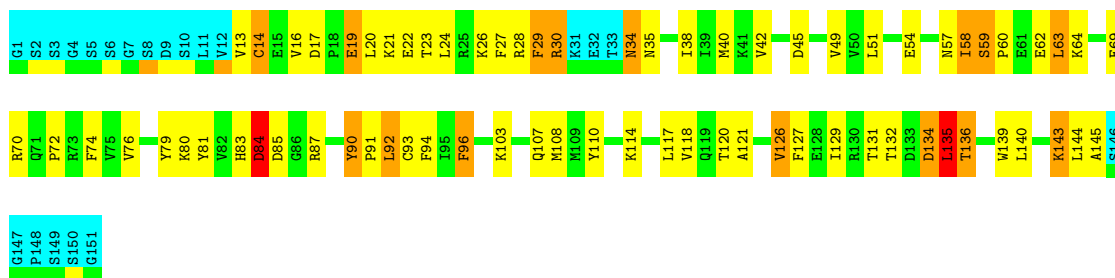 G1 S2 S3 G4 S5 S6 G7 S8 D9 S10 L11 V12 V13 C14 E15 V16 D17 P18 E19 L20 K21 E22 T23 L24 R25 K26 F27 R28 F29 R30 K31 E32 T33 N34 N35 I38 I39 M40 K41 V42 D45 V49 V50 L51 E54 N57 I58 S59 P60 E61 E62 L63 K64 E69
R70 Q71 P72 R73 F74 V75 V76 Y79 K80 Y81 V82 H83 D84 D85 G86 R87 Y90 P91 L92 C93 F94 I95 F96 K103 Q107 M108 M109 Y110 K114 L117 V118 Q119 T120 A121 V126 F127 E128 I129 R130 T131 T132 D133 D134 L135 T136 W139 L140 K143 L144 A145 S146
G147 P148 S149 S150 G151